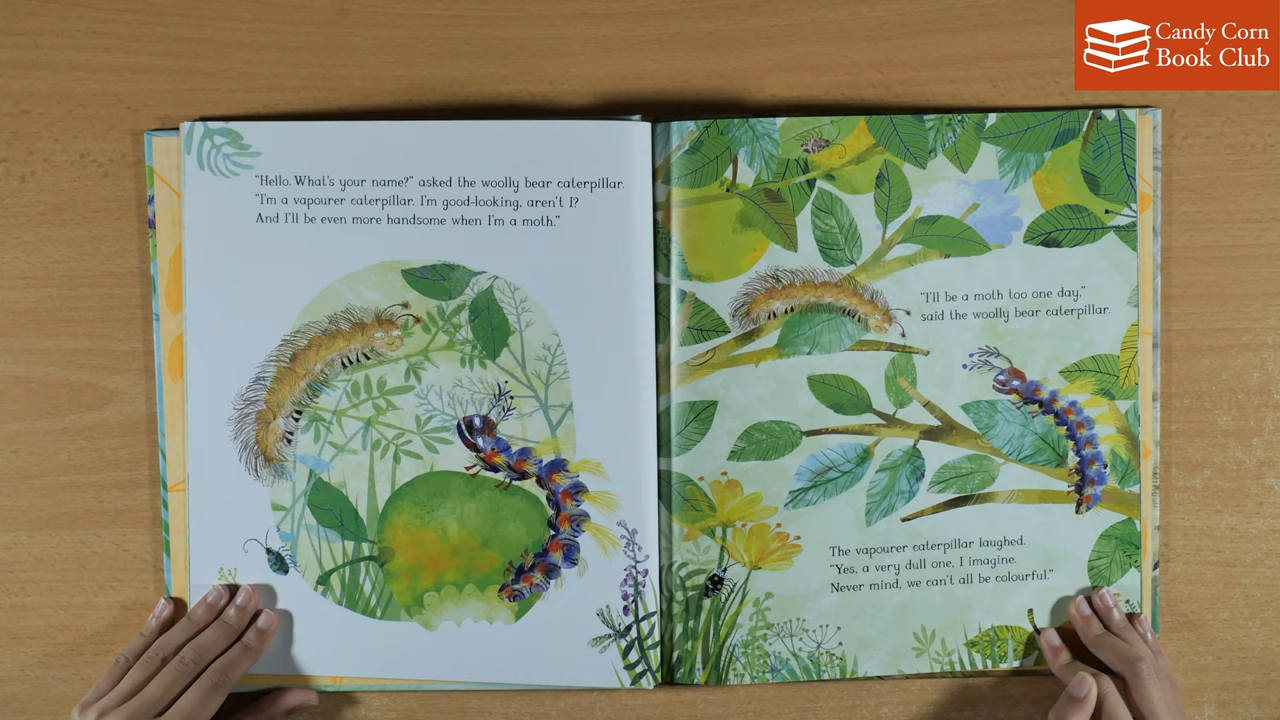 Candy Corn
Book Club
"Hello. What's your name?" asked the woolly bear caterpillar.
"I'm a vapourer caterpillar. I'm good-looking, aren't I?
And I'll be even more handsome when I'm a moth."
"I'll be a moth too one day,"
said the woolly bear caterpillar.
The vapourer caterpillar laughed.
"Yes, a very dull one, I imagine.
Never mind, we can't all be colourful."